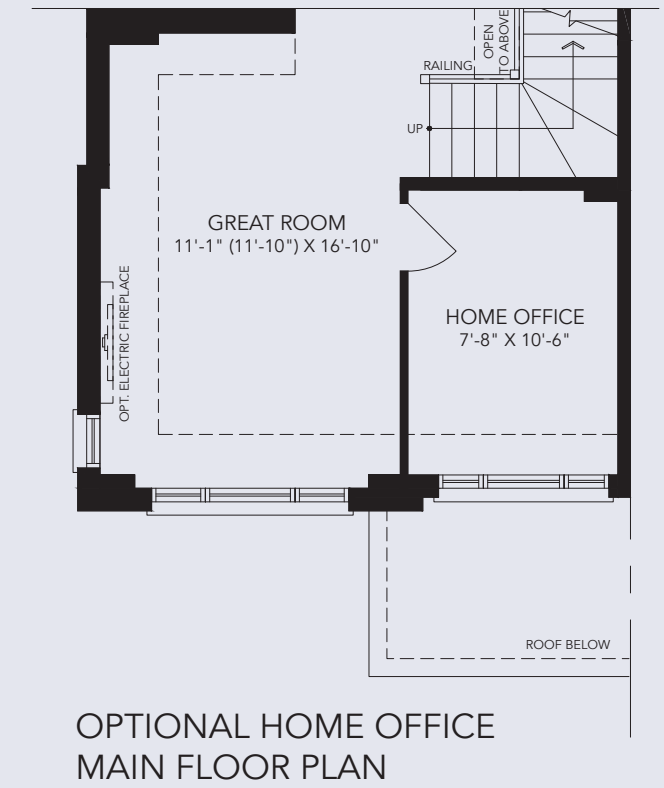 OPEN
TO ABOVE
RAILING
UP
GREAT ROOM
11'-1" (11'-10") X 16'-10"
OPT. ELECTRIC FIREPLACE
HOME OFFICE
7'-8" X 10'-6"
ROOF BELOW
OPTIONAL HOME OFFICE
MAIN FLOOR PLAN